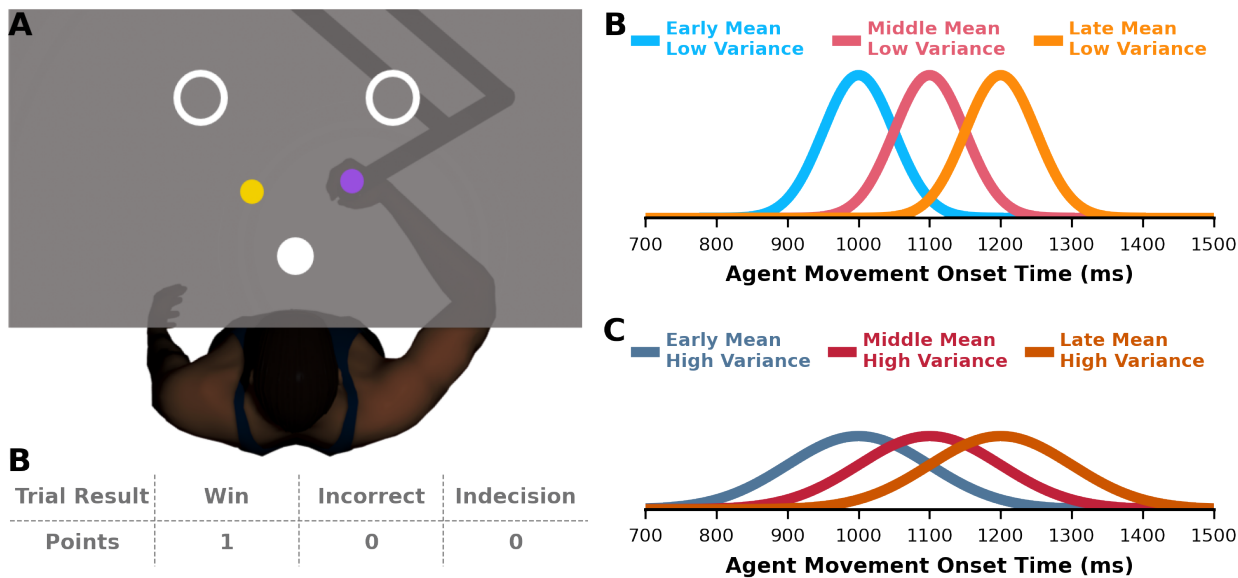 A
B
Trial Result Win Incorrect Indecision
Points 1 0 0
B
Early Mean
Low Variance
Middle Mean
Low Variance
Late Mean
Low Variance
700 800 900 1000 1100 1200 1300 1400 1500
Agent Movement Onset Time (ms)
C
Early Mean
High Variance
Middle Mean
High Variance
Late Mean
High Variance
700 800 900 1000 1100 1200 1300 1400 1500
Agent Movement Onset Time (ms)